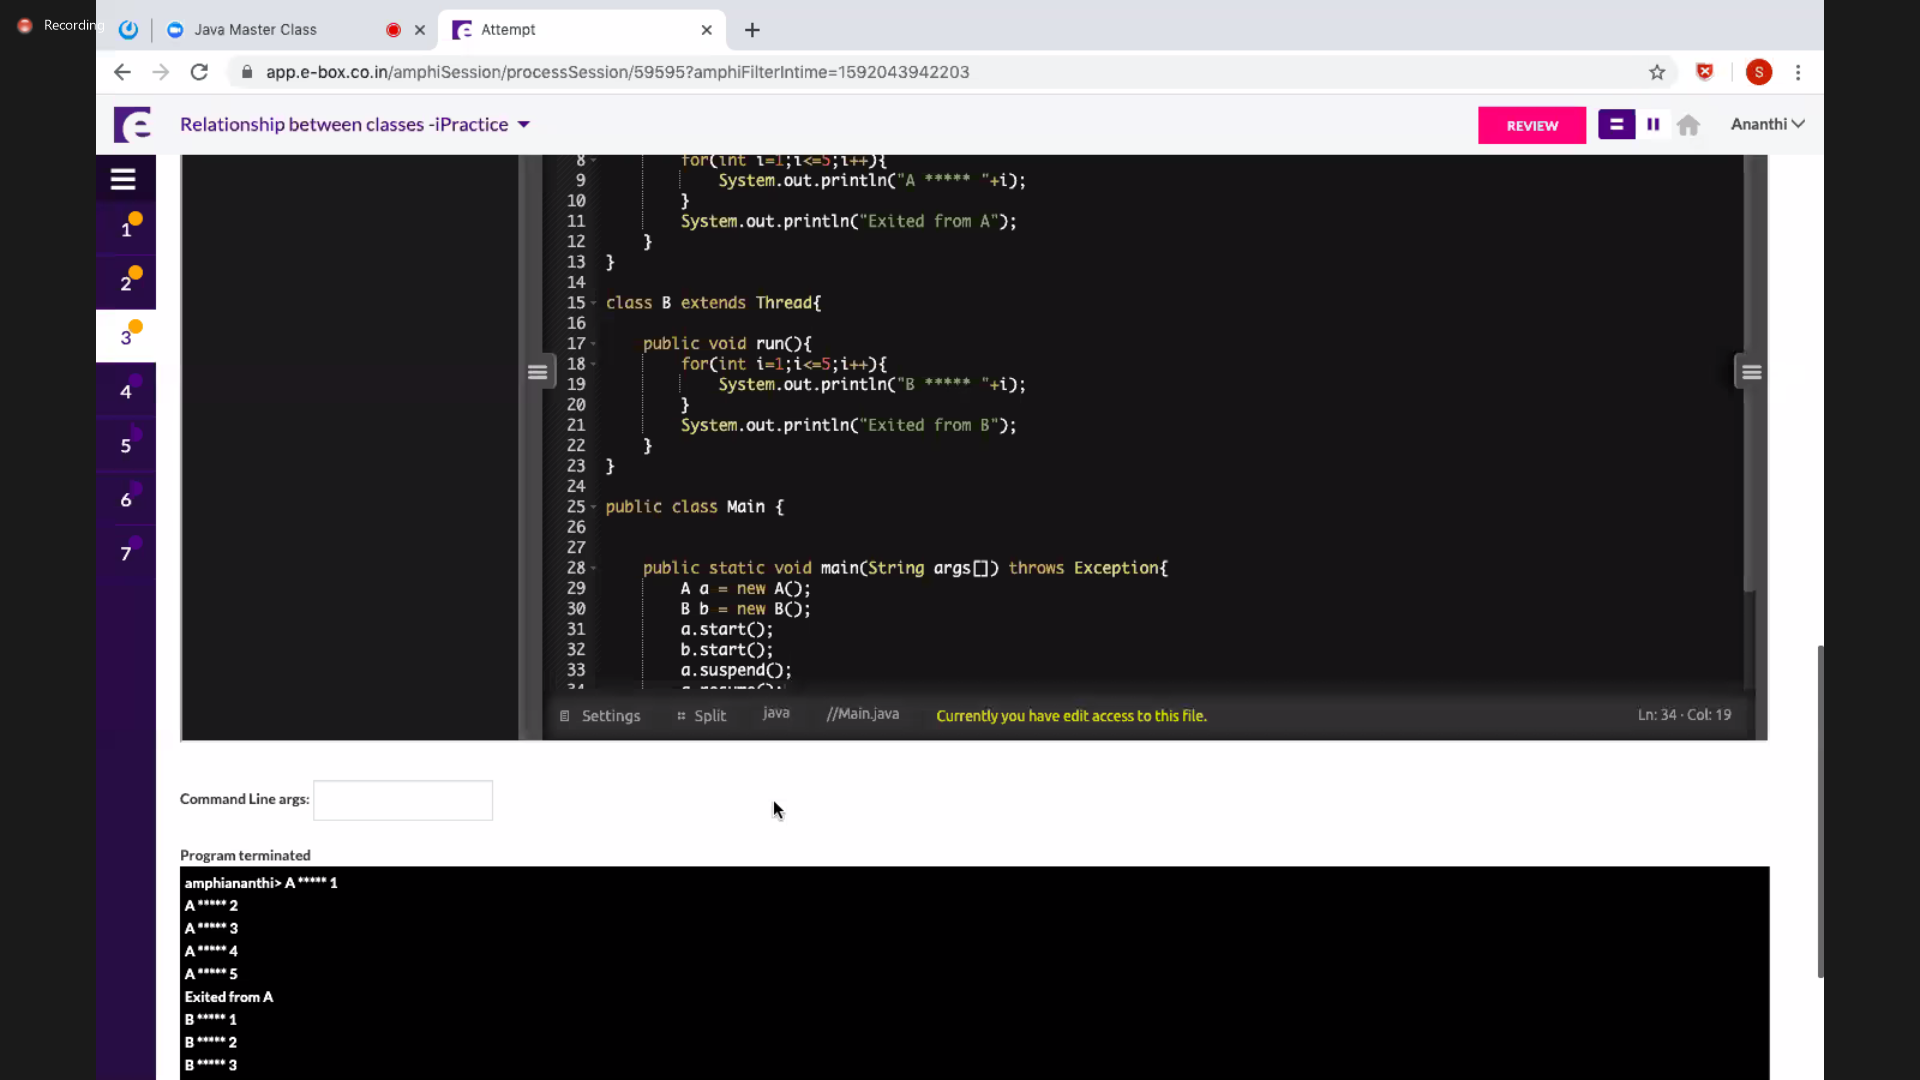 Recording
Java Master Class
Attempt
app.e-box.co.in/amphiSession/processSession/59595?amphiFilterIntime=1592043942203
S
Relationship between classes -iPractice
REVIEW
Ananthi
1
2
3
4
5
6
7
8 for(int i=1;i<=5;i++){
9 System.out.println("A ***** "+i);
10 }
11 System.out.println("Exited from A");
12 }
13 }
14
15 class B extends Thread{
16
17 public void run(){
18 for(int i=1;i<=5;i++){
19 System.out.println("B ***** "+i);
20 }
21 System.out.println("Exited from B");
22 }
23 }
24
25 public class Main {
26
27
28 public static void main(String args[]) throws Exception{
29 A a = new A();
30 B b = new B();
31 a.start();
32 b.start();
33 a.suspend();
34
Settings Split java //Main.java Currently you have edit access to this file. Ln: 34 · Col: 19
Command Line args:
Program terminated
amphiananthi> A ***** 1
A ***** 2
A ***** 3
A ***** 4
A ***** 5
Exited from A
B ***** 1
B ***** 2
B ***** 3